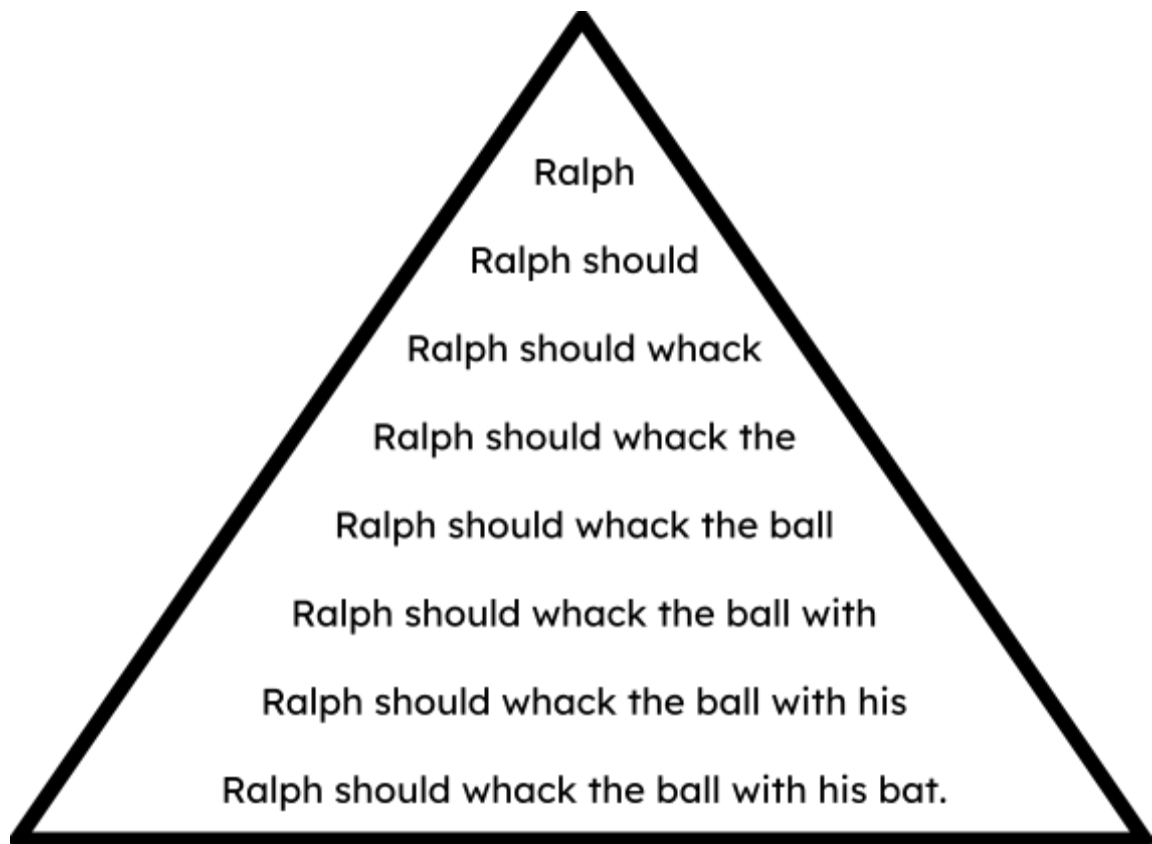 Ralph
Ralph should
Ralph should whack
Ralph should whack the
Ralph should whack the ball
Ralph should whack the ball with
Ralph should whack the ball with his
Ralph should whack the ball with his bat.